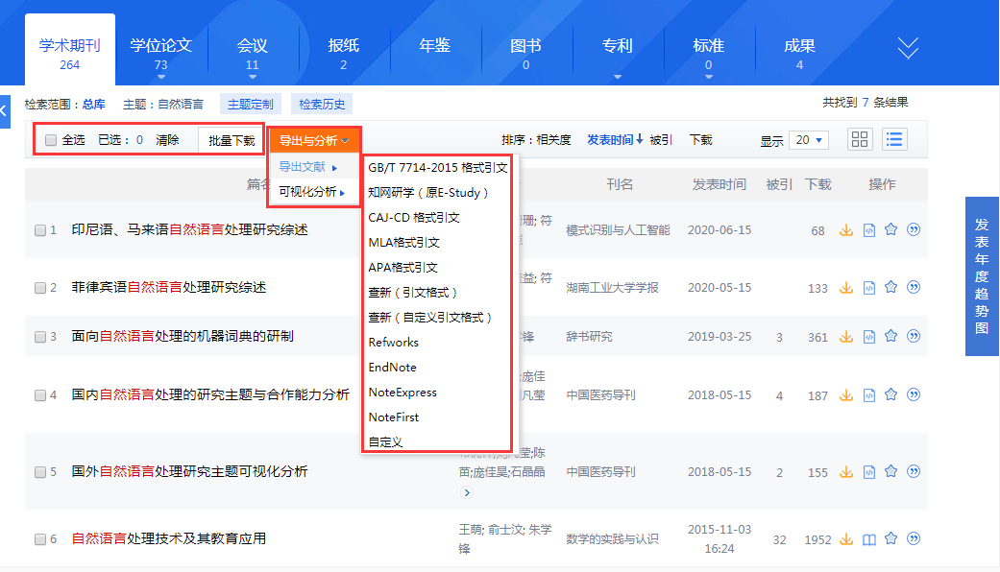 学术期刊 学位论文 会议 报纸 年鉴 图书 专利 标准 成果
264 73 11 2 0 0 4
检索范围：总库 主题：自然语言 主题定制 检索历史 共找到 7 条结果
全选 已选：0 清除 批量下载 导出与分析 排序：相关度 发表时间↓ 被引 下载 显示 20
导出文献
可视化分析
GB/T 7714-2015 格式引文
知网研学（原E-Study）
CAJ-CD 格式引文
MLA格式引文
APA格式引文
查新（引文格式）
查新（自定义引文格式）
Refworks
EndNote
NoteExpress
NoteFirst
自定义
篇名 刊名 发表时间 被引 下载 操作
1 印尼语、马来语自然语言处理研究综述 珊; 符 模式识别与人工智能 2020-06-15 68
2 菲律宾语自然语言处理研究综述 益; 符 湖南工业大学学报 2020-05-15 133
3 面向自然语言处理的机器词典的研制 锋 辞书研究 2019-03-25 3 361
4 国内自然语言处理的研究主题与合作能力分析 ;庞佳
凡莹 中国医药导刊 2018-05-15 4 187
5 国外自然语言处理研究主题可视化分析 莹;陈
苗;庞佳昊;石晶晶 中国医药导刊 2018-05-15 2 155
6 自然语言处理技术及其教育应用 王萌; 俞士汶; 朱学
锋 数学的实践与认识 2015-11-03
16:24 32 1952
发表年度趋势图